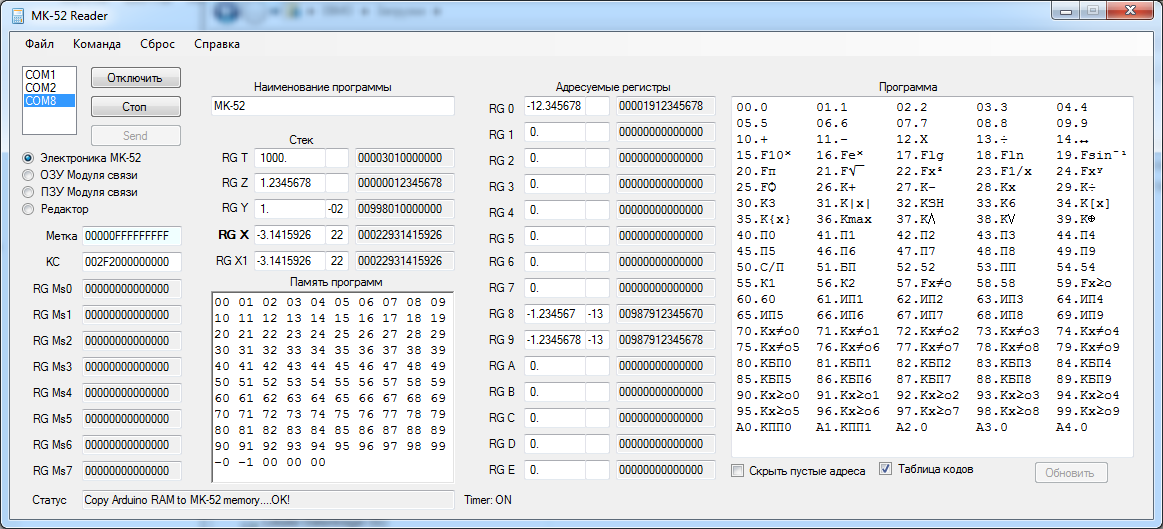 MK-52 Reader
Файл Команда Сброс Справка
COM1
COM2
COM8
Отключить
Стоп
Send
Электроника МК-52
ОЗУ Модуля связи
ПЗУ Модуля связи
Редактор
Метка 00000FFFFFFFFF
КС 002F2000000000
RG Ms0 00000000000000
RG Ms1 00000000000000
RG Ms2 00000000000000
RG Ms3 00000000000000
RG Ms4 00000000000000
RG Ms5 00000000000000
RG Ms6 00000000000000
RG Ms7 00000000000000
Наименование программы
МК-52
Стек
RG T 1000. 00003010000000
RG Z 1.2345678 00000012345678
RG Y 1. -02 00998010000000
RG X -3.1415926 22 00022931415926
RG X1 -3.1415926 22 00022931415926
Память программ
00 01 02 03 04 05 06 07 08 09
10 11 12 13 14 15 16 17 18 19
20 21 22 23 24 25 26 27 28 29
30 31 32 33 34 35 36 37 38 39
40 41 42 43 44 45 46 47 48 49
50 51 52 53 54 55 56 57 58 59
60 61 62 63 64 65 66 67 68 69
70 71 72 73 74 75 76 77 78 79
80 81 82 83 84 85 86 87 88 89
90 91 92 93 94 95 96 97 98 99
-0 -1 00 00 00
Адресуемые регистры
RG 0 -12.345678 00001912345678
RG 1 0. 00000000000000
RG 2 0. 00000000000000
RG 3 0. 00000000000000
RG 4 0. 00000000000000
RG 5 0. 00000000000000
RG 6 0. 00000000000000
RG 7 0. 00000000000000
RG 8 -1.234567 -13 00987912345670
RG 9 -1.2345678 -13 00987912345678
RG A 0. 00000000000000
RG B 0. 00000000000000
RG C 0. 00000000000000
RG D 0. 00000000000000
RG E 0. 00000000000000
Программа
00.0 01.1 02.2 03.3 04.4
05.5 06.6 07.7 08.8 09.9
10.+ 11.- 12.X 13.÷ 14.↔
15.F10ˣ 16.Feˣ 17.Flg 18.Fln 19.Fsin⁻¹
20.Fπ 21.F√‾ 22.Fx² 23.F1/x 24.Fxʸ
25.FѺ 26.K+ 27.K- 28.Kx 29.K÷
30.K3 31.K|x| 32.KЗН 33.K6 34.K[x]
35.K{x} 36.Kmax 37.K⋀ 38.K⋁ 39.K⊕
40.П0 41.П1 42.П2 43.П3 44.П4
45.П5 46.П6 47.П7 48.П8 49.П9
50.С/П 51.БП 52.52 53.ПП 54.54
55.K1 56.K2 57.Fx≠о 58.58 59.Fx≥о
60.60 61.ИП1 62.ИП2 63.ИП3 64.ИП4
65.ИП5 66.ИП6 67.ИП7 68.ИП8 69.ИП9
70.Kx≠о0 71.Kx≠о1 72.Kx≠о2 73.Kx≠о3 74.Kx≠о4
75.Kx≠о5 76.Kx≠о6 77.Kx≠о7 78.Kx≠о8 79.Kx≠о9
80.КБП0 81.КБП1 82.КБП2 83.КБП3 84.КБП4
85.КБП5 86.КБП6 87.КБП7 88.КБП8 89.КБП9
90.Kx≥о0 91.Kx≥о1 92.Kx≥о2 93.Kx≥о3 94.Kx≥о4
95.Kx≥о5 96.Kx≥о6 97.Kx≥о7 98.Kx≥о8 99.Kx≥о9
A0.КПП0 A1.КПП1 A2.0 A3.0 A4.0
Скрыть пустые адреса Таблица кодов Обновить
Статус Copy Arduino RAM to MK-52 memory....OK! Timer: ON